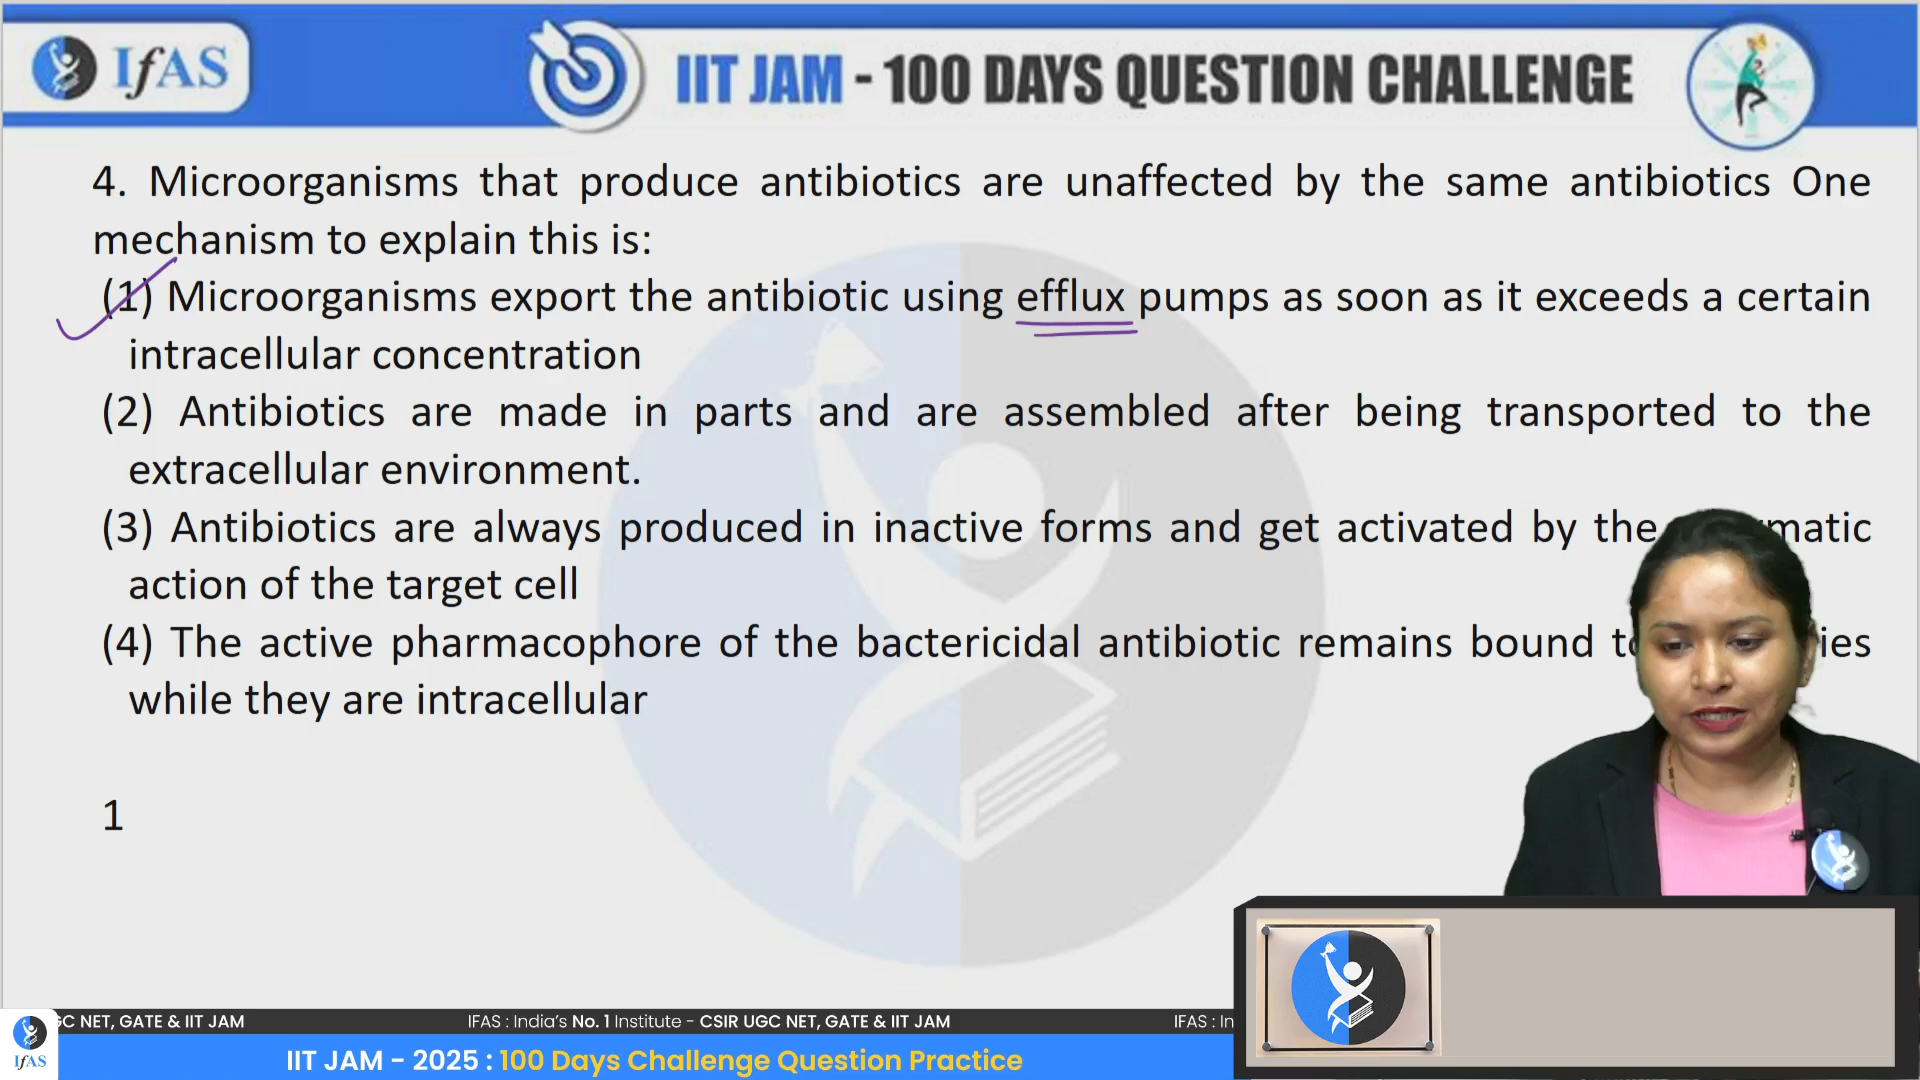 IfAS
IIT JAM - 100 DAYS QUESTION CHALLENGE
4. Microorganisms that produce antibiotics are unaffected by the same antibiotics One
mechanism to explain this is:
(1) Microorganisms export the antibiotic using efflux pumps as soon as it exceeds a certain
intracellular concentration
(2) Antibiotics are made in parts and are assembled after being transported to the
extracellular environment.
(3) Antibiotics are always produced in inactive forms and get activated by the
action of the target cell
(4) The active pharmacophore of the bactericidal antibiotic remains bound
while they are intracellular
1
NET, GATE & IIT JAM IFAS : India's No. 1 Institute - CSIR UGC NET, GATE & IIT JAM IFAS :
IfAS
IIT JAM - 2025 : 100 Days Challenge Question Practice